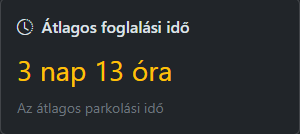 Átlagos foglalási idő
3 nap 13 óra
Az átlagos parkolási idő